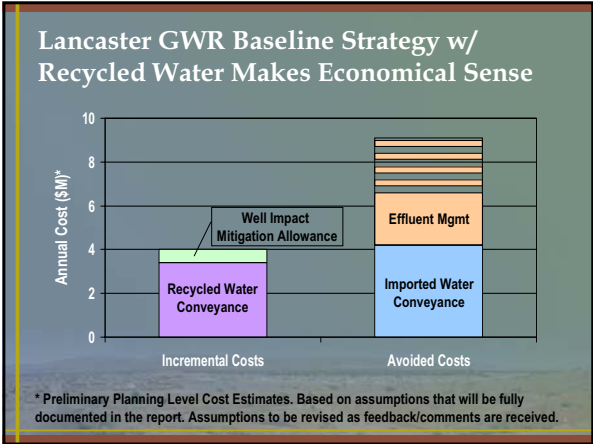 Lancaster GWR Baseline Strategy w/
Recycled Water Makes Economical Sense
10
8
6
4
2
0
Annual Cost ($M)*
Well Impact
Mitigation Allowance
Recycled Water
Conveyance
Effluent Mgmt
Imported Water
Conveyance
Incremental Costs
Avoided Costs
* Preliminary Planning Level Cost Estimates. Based on assumptions that will be fully
documented in the report. Assumptions to be revised as feedback/comments are received.